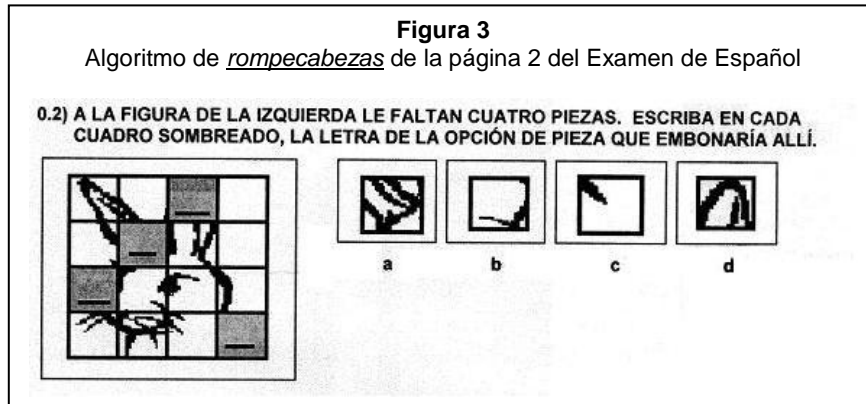 Figura 3
Algoritmo de rompecabezas de la página 2 del Examen de Español
0.2) A LA FIGURA DE LA IZQUIERDA LE FALTAN CUATRO PIEZAS. ESCRIBA EN CADA
CUADRO SOMBREADO, LA LETRA DE LA OPCIÓN DE PIEZA QUE EMBONARÍA ALLÍ.
a b c d